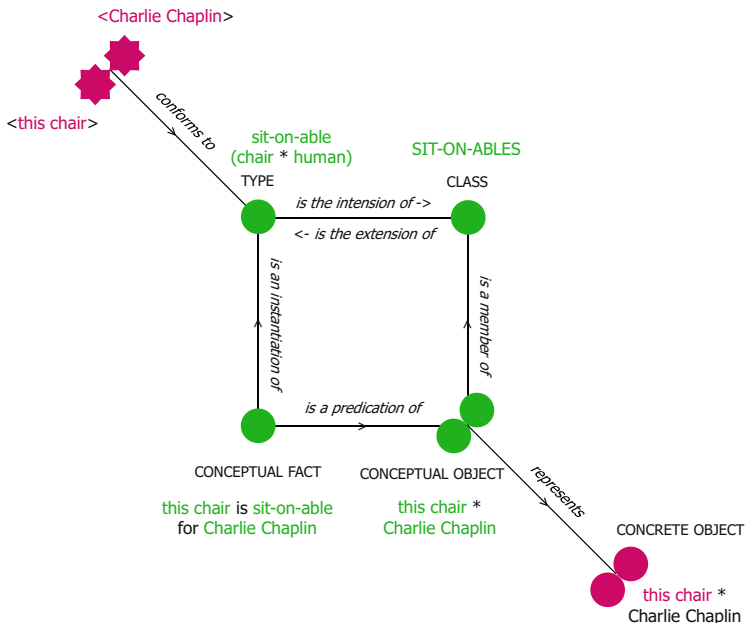 <Charlie Chaplin>
<this chair>
conforms to
sit-on-able
(chair * human)
TYPE
SIT-ON-ABLES
CLASS
is the intension of ->
<- is the extension of
is an instantiation of
is a member of
is a predication of
CONCEPTUAL FACT
this chair is sit-on-able
for Charlie Chaplin
CONCEPTUAL OBJECT
this chair *
Charlie Chaplin
represents
CONCRETE OBJECT
this chair *
Charlie Chaplin